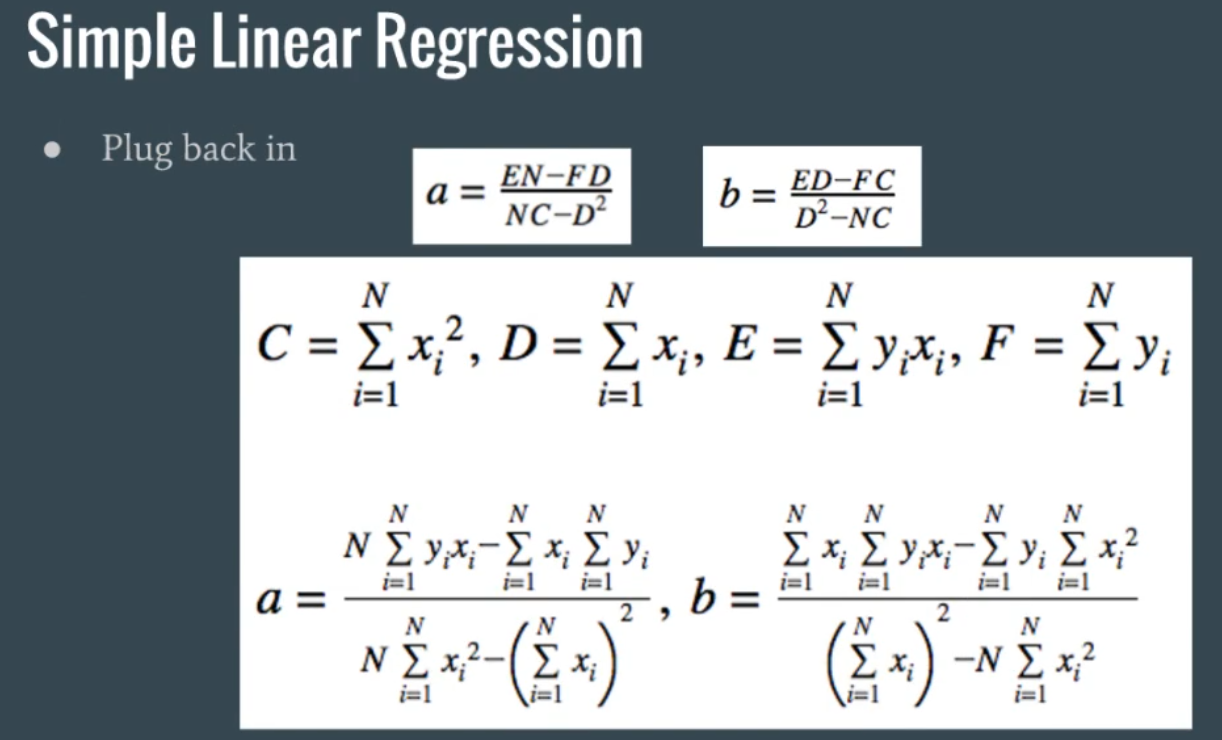 Simple Linear Regression
● Plug back in
a = \frac{EN-FD}{NC-D^2}
b = \frac{ED-FC}{D^2-NC}
C = \sum_{i=1}^{N} x_i^2, D = \sum_{i=1}^{N} x_i, E = \sum_{i=1}^{N} y_i x_i, F = \sum_{i=1}^{N} y_i
a = \frac{N \sum_{i=1}^{N} y_i x_i - \sum_{i=1}^{N} x_i \sum_{i=1}^{N} y_i}{N \sum_{i=1}^{N} x_i^2 - \left( \sum_{i=1}^{N} x_i \right)^2}, b = \frac{\sum_{i=1}^{N} x_i \sum_{i=1}^{N} y_i x_i - \sum_{i=1}^{N} y_i \sum_{i=1}^{N} x_i^2}{\left( \sum_{i=1}^{N} x_i \right)^2 - N \sum_{i=1}^{N} x_i^2}